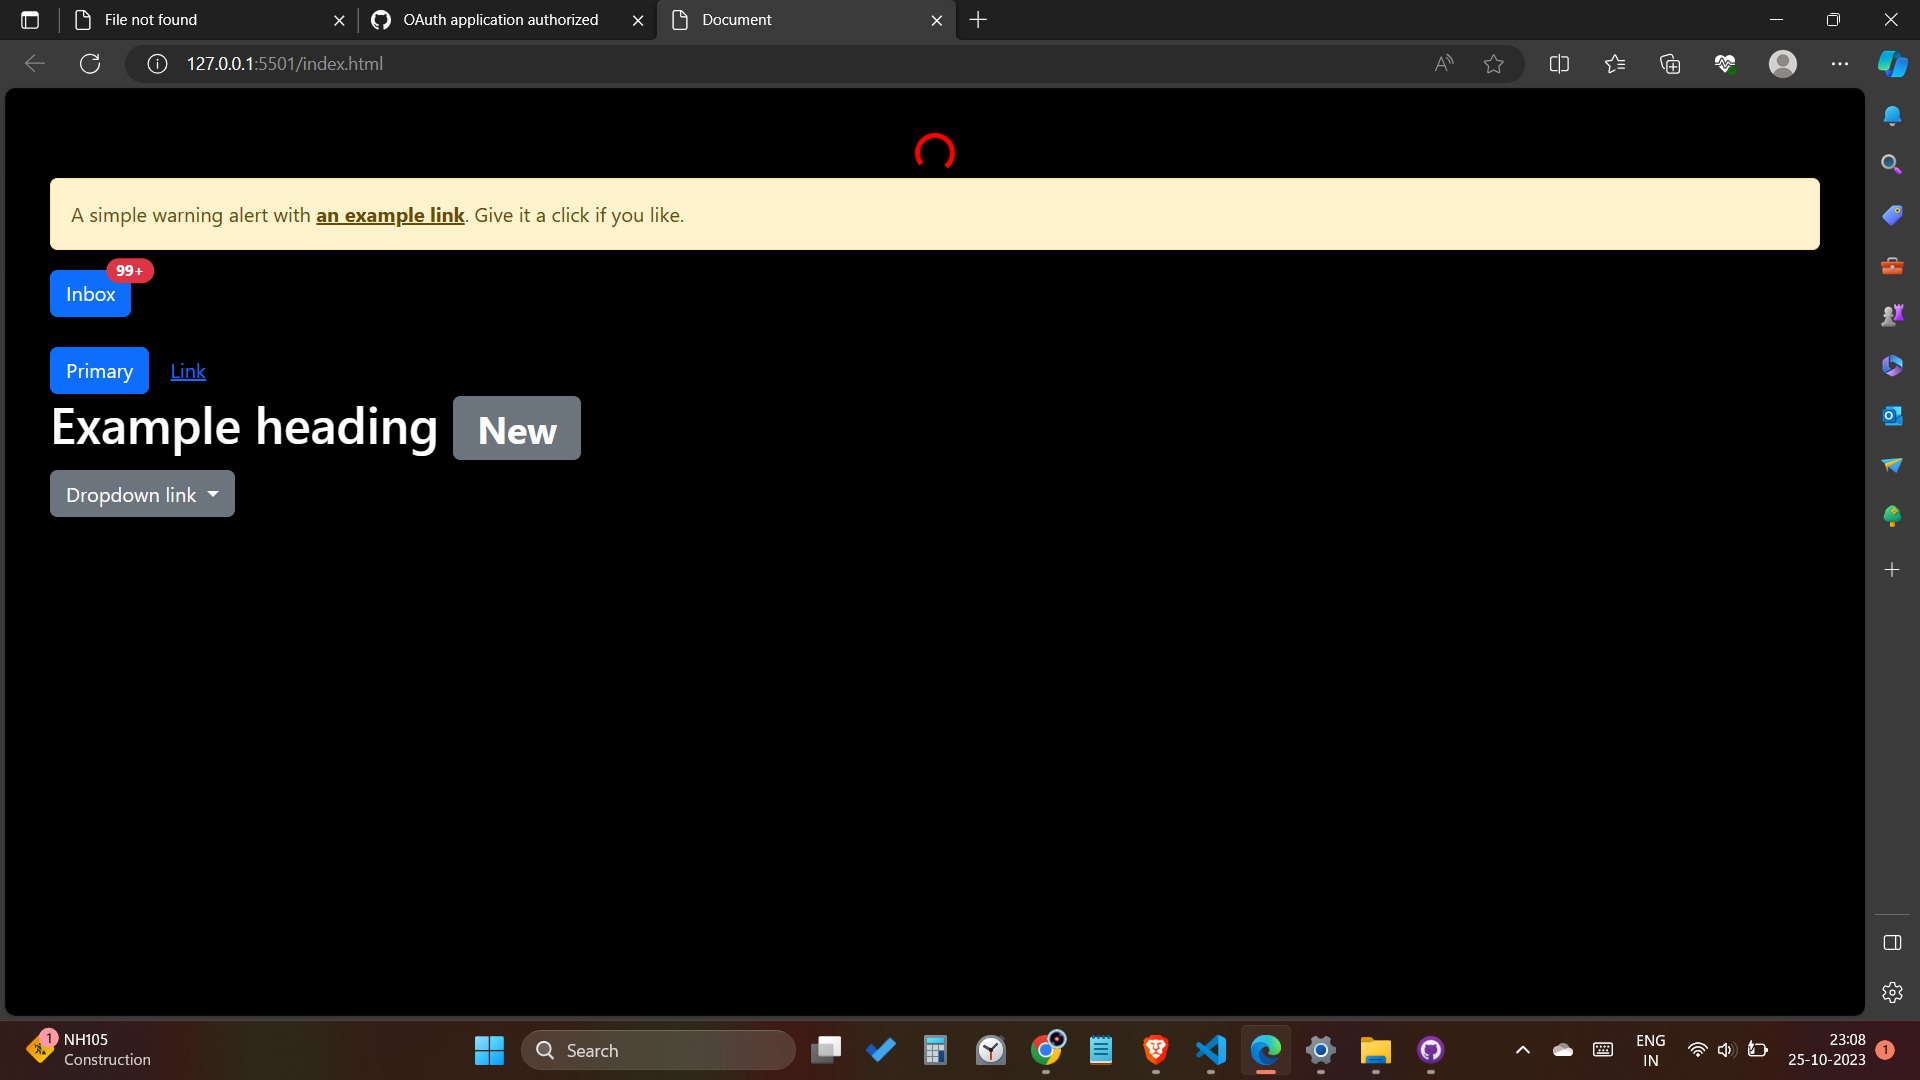 File not found
OAuth application authorized
Document
127.0.0.1:5501/index.html
A simple warning alert with an example link. Give it a click if you like.
99+
Inbox
Primary Link
Example heading New
Dropdown link
1
NH105
Construction
Search
ENG
IN
23:08
25-10-2023
1